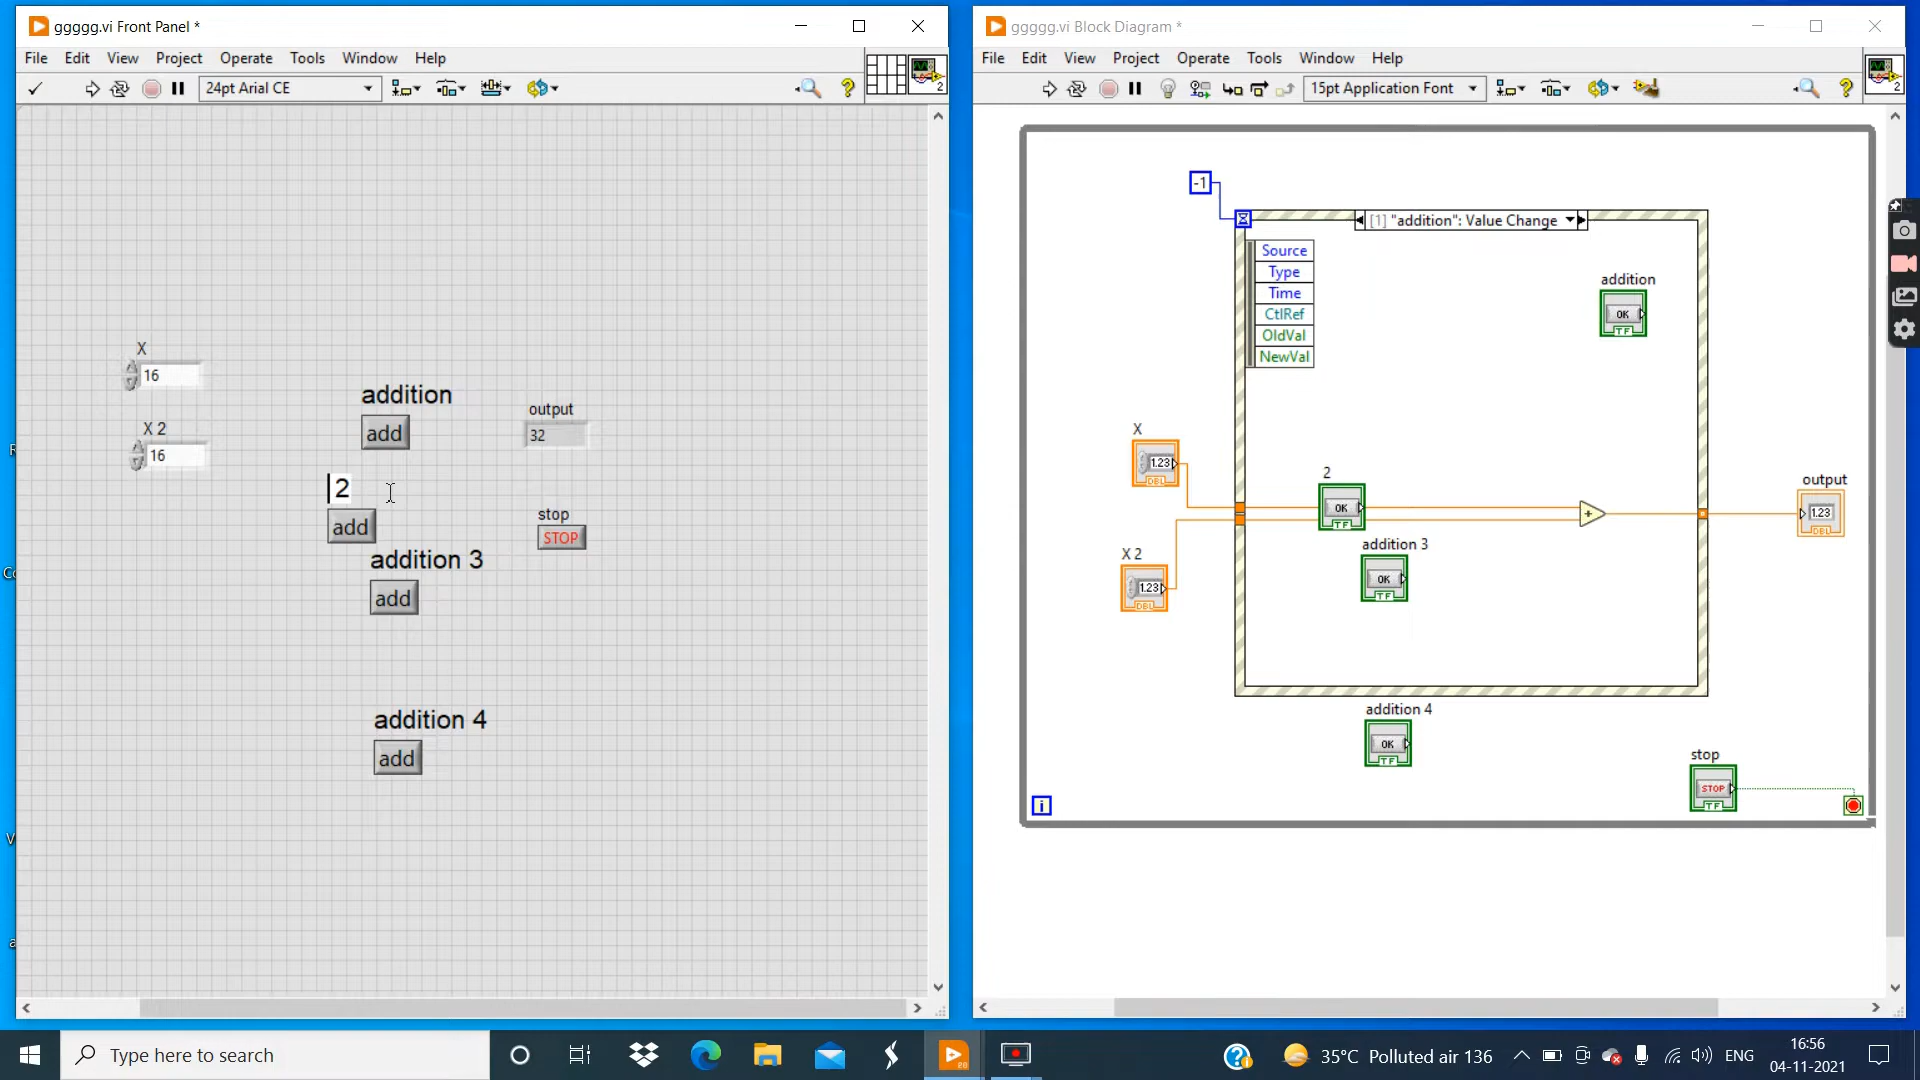 ggggg.vi Front Panel *
File Edit View Project Operate Tools Window Help
24pt Arial CE
2
X
16
X 2
16
addition
add
output
32
2
add
stop
STOP
addition 3
add
addition 4
add
ggggg.vi Block Diagram *
File Edit View Project Operate Tools Window Help
15pt Application Font
2
-1
[1] "addition": Value Change
Source
Type
Time
CtlRef
OldVal
NewVal
addition
OK
TF
X
1.23
DBL
2
OK
TF
output
1.23
DBL
addition 3
OK
TF
X 2
1.23
DBL
addition 4
OK
TF
stop
STOP
TF
i
Type here to search
35°C Polluted air 136
ENG
16:56
04-11-2021